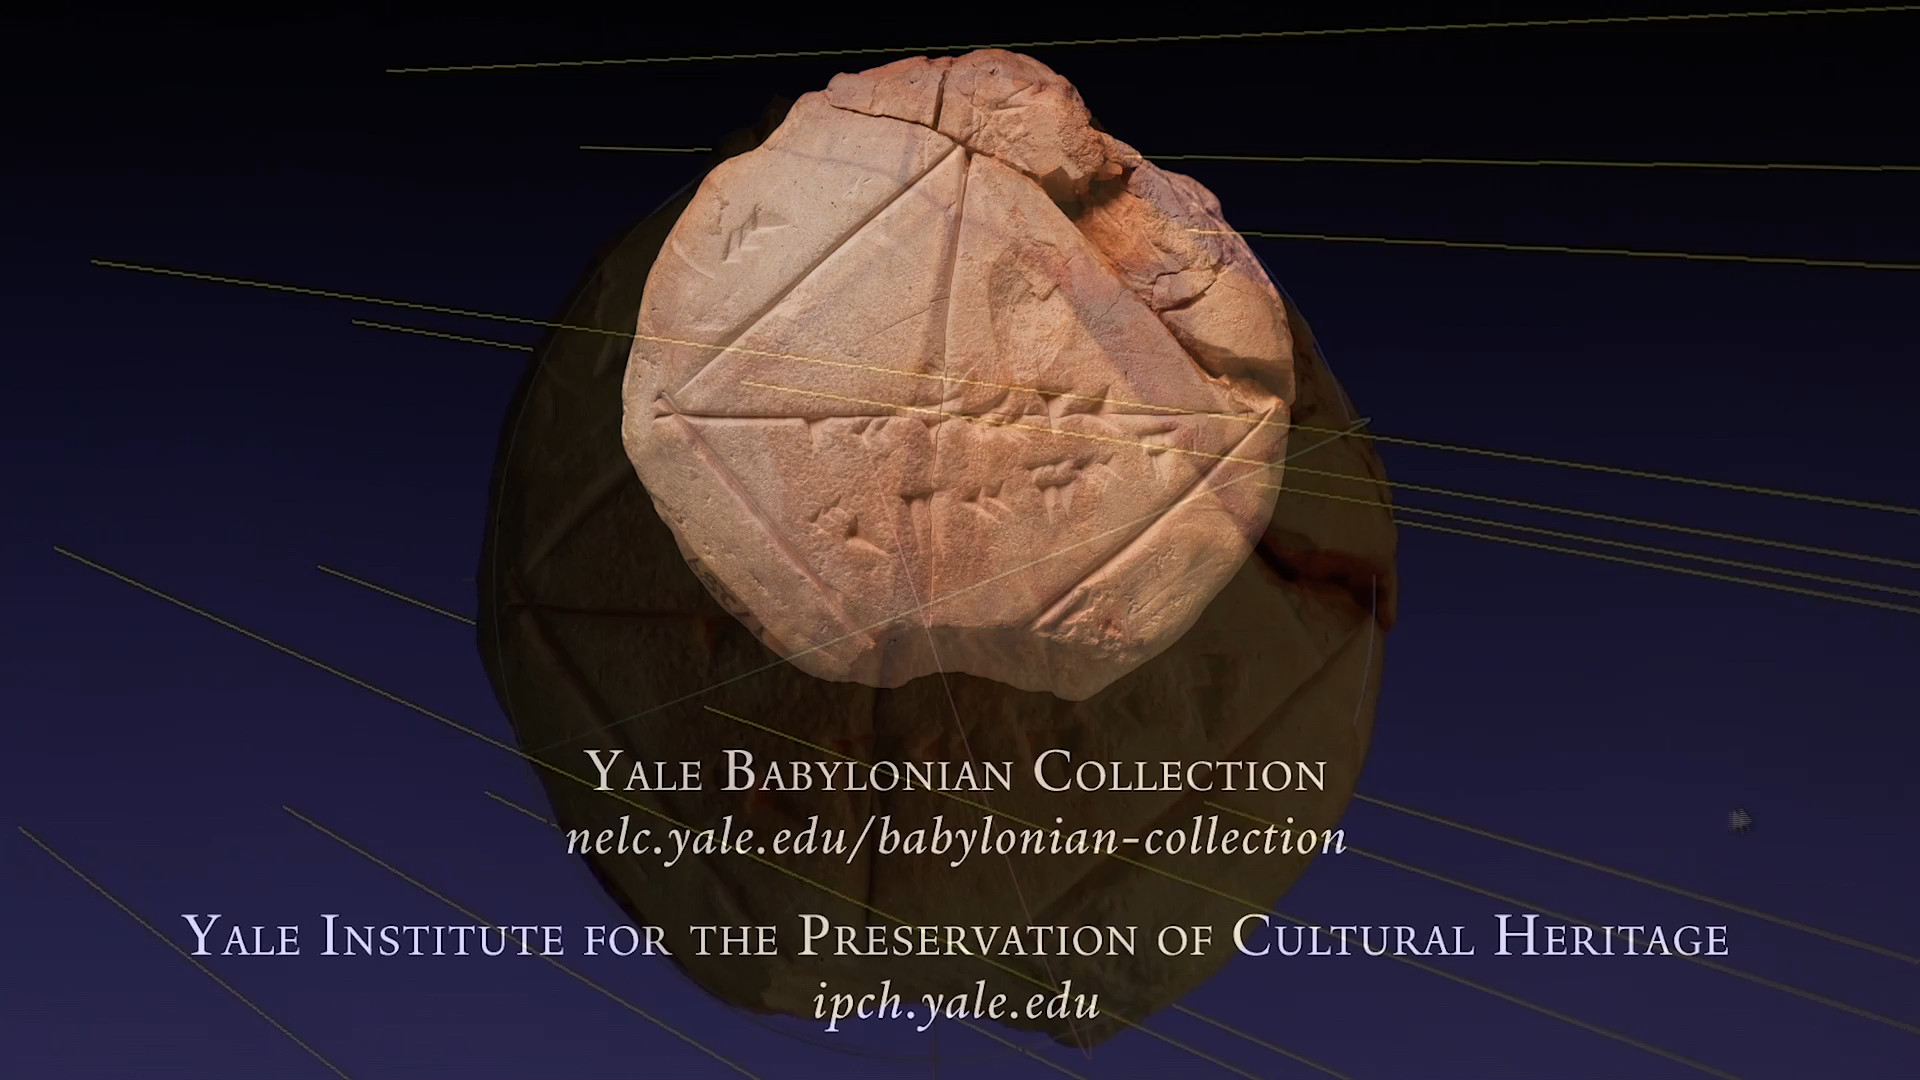 Yale Babylonian Collection
nelc.yale.edu/babylonian-collection
Yale Institute for the Preservation of Cultural Heritage
ipch.yale.edu